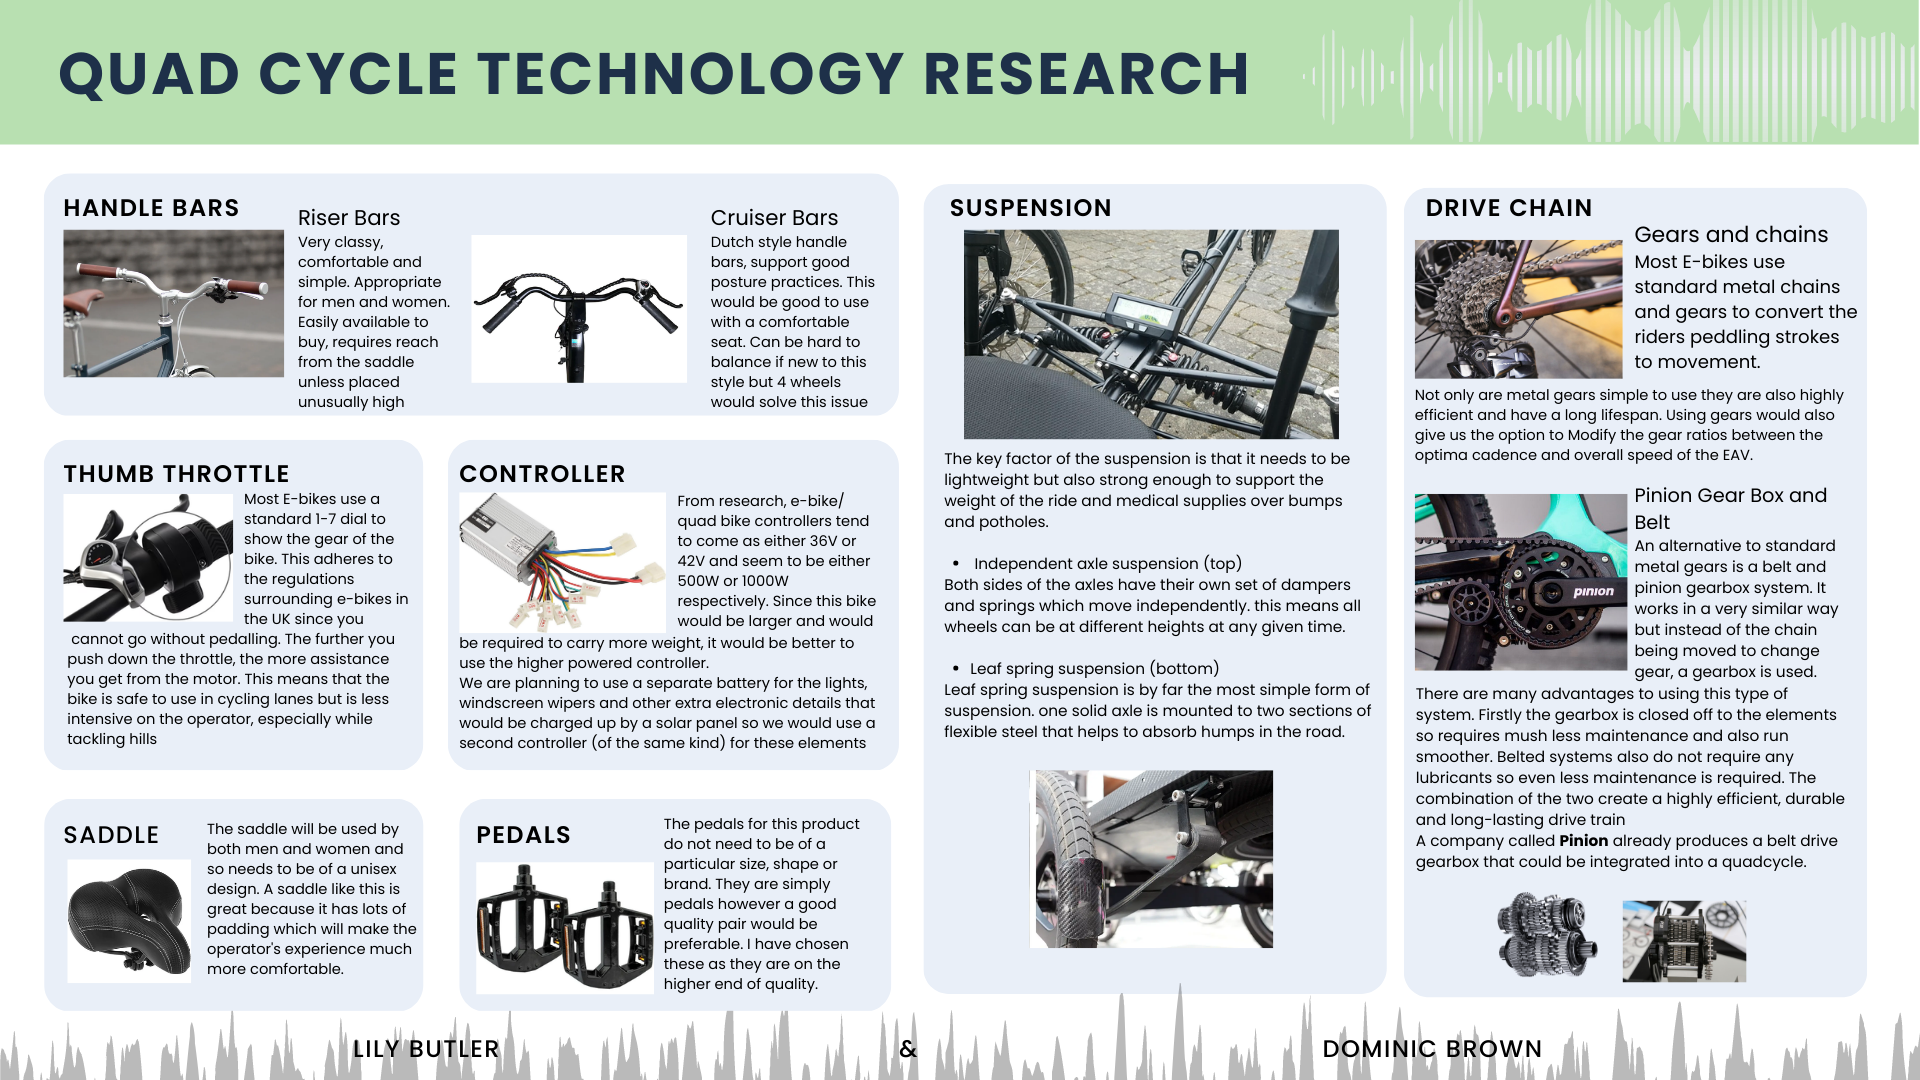 QUAD CYCLE TECHNOLOGY RESEARCH
HANDLE BARS
Riser Bars
Very classy,
comfortable and
simple. Appropriate
for men and women.
Easily available to
buy, requires reach
from the saddle
unless placed
unusually high
Cruiser Bars
Dutch style handle
bars, support good
posture practices. This
would be good to use
with a comfortable
seat. Can be hard to
balance if new to this
style but 4 wheels
would solve this issue
THUMB THROTTLE
Most E-bikes use a
standard 1-7 dial to
show the gear of the
bike. This adheres to
the regulations
surrounding e-bikes in
the UK since you
cannot go without pedalling. The further you
push down the throttle, the more assistance
you get from the motor. This means that the
bike is safe to use in cycling lanes but is less
intensive on the operator, especially while
tackling hills
CONTROLLER
From research, e-bike/
quad bike controllers tend
to come as either 36V or
42V and seem to be either
500W or 1000W
respectively. Since this bike
would be larger and would
be required to carry more weight, it would be better to
use the higher powered controller.
We are planning to use a separate battery for the lights,
windscreen wipers and other extra electronic details that
would be charged up by a solar panel so we would use a
second controller (of the same kind) for these elements
SADDLE
The saddle will be used by
both men and women and
so needs to be of a unisex
design. A saddle like this is
great because it has lots of
padding which will make the
operator's experience much
more comfortable.
PEDALS
The pedals for this product
do not need to be of a
particular size, shape or
brand. They are simply
pedals however a good
quality pair would be
preferable. I have chosen
these as they are on the
higher end of quality.
SUSPENSION
The key factor of the suspension is that it needs to be
lightweight but also strong enough to support the
weight of the ride and medical supplies over bumps
and potholes.
• Independent axle suspension (top)
Both sides of the axles have their own set of dampers
and springs which move independently. this means all
wheels can be at different heights at any given time.
• Leaf spring suspension (bottom)
Leaf spring suspension is by far the most simple form of
suspension. one solid axle is mounted to two sections of
flexible steel that helps to absorb humps in the road.
DRIVE CHAIN
Gears and chains
Most E-bikes use
standard metal chains
and gears to convert the
riders peddling strokes
to movement.
Not only are metal gears simple to use they are also highly
efficient and have a long lifespan. Using gears would also
give us the option to Modify the gear ratios between the
optima cadence and overall speed of the EAV.
pinion
Pinion Gear Box and
Belt
An alternative to standard
metal gears is a belt and
pinion gearbox system. It
works in a very similar way
but instead of the chain
being moved to change
gear, a gearbox is used.
There are many advantages to using this type of
system. Firstly the gearbox is closed off to the elements
so requires mush less maintenance and also run
smoother. Belted systems also do not require any
lubricants so even less maintenance is required. The
combination of the two create a highly efficient, durable
and long-lasting drive train
A company called Pinion already produces a belt drive
gearbox that could be integrated into a quadcycle.
LILY BUTLER
&
DOMINIC BROWN